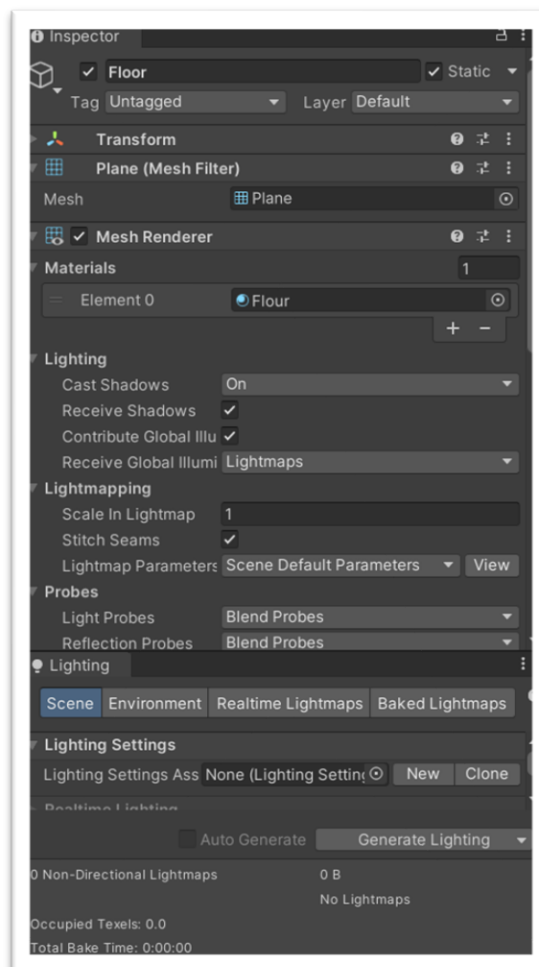 Inspector
Floor Static
Tag Untagged Layer Default
Transform
Plane (Mesh Filter)
Mesh Plane
Mesh Renderer
Materials 1
Element 0 Flour
Lighting
Cast Shadows On
Receive Shadows
Contribute Global Illu
Receive Global Illumi Lightmaps
Lightmapping
Scale In Lightmap 1
Stitch Seams
Lightmap Parameters Scene Default Parameters View
Probes
Light Probes Blend Probes
Reflection Probes Blend Probes
Lighting
Scene Environment Realtime Lightmaps Baked Lightmaps
Lighting Settings
Lighting Settings Ass None (Lighting Setting New Clone
Realtime Lighting
Auto Generate Generate Lighting
0 Non-Directional Lightmaps 0 B
No Lightmaps
Occupied Texels: 0.0
Total Bake Time: 0:00:00